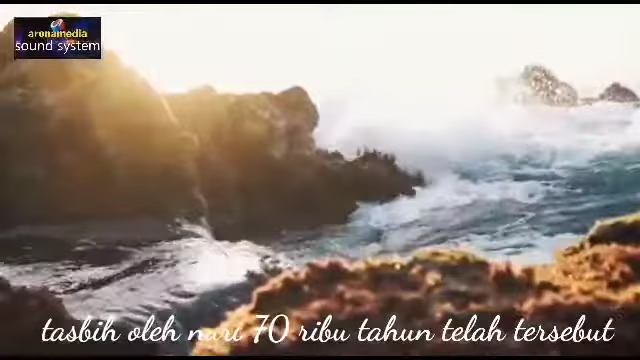 aronamedia
sound system
tasbih oleh nuri 70 ribu tahun telah tersebut